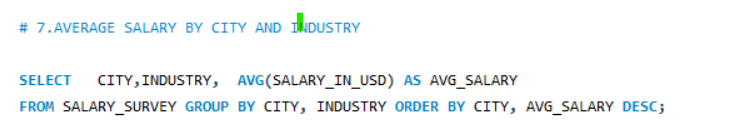 # 7.AVERAGE SALARY BY CITY AND INDUSTRY
SELECT CITY,INDUSTRY, AVG(SALARY_IN_USD) AS AVG_SALARY
FROM SALARY_SURVEY GROUP BY CITY, INDUSTRY ORDER BY CITY, AVG_SALARY DESC;